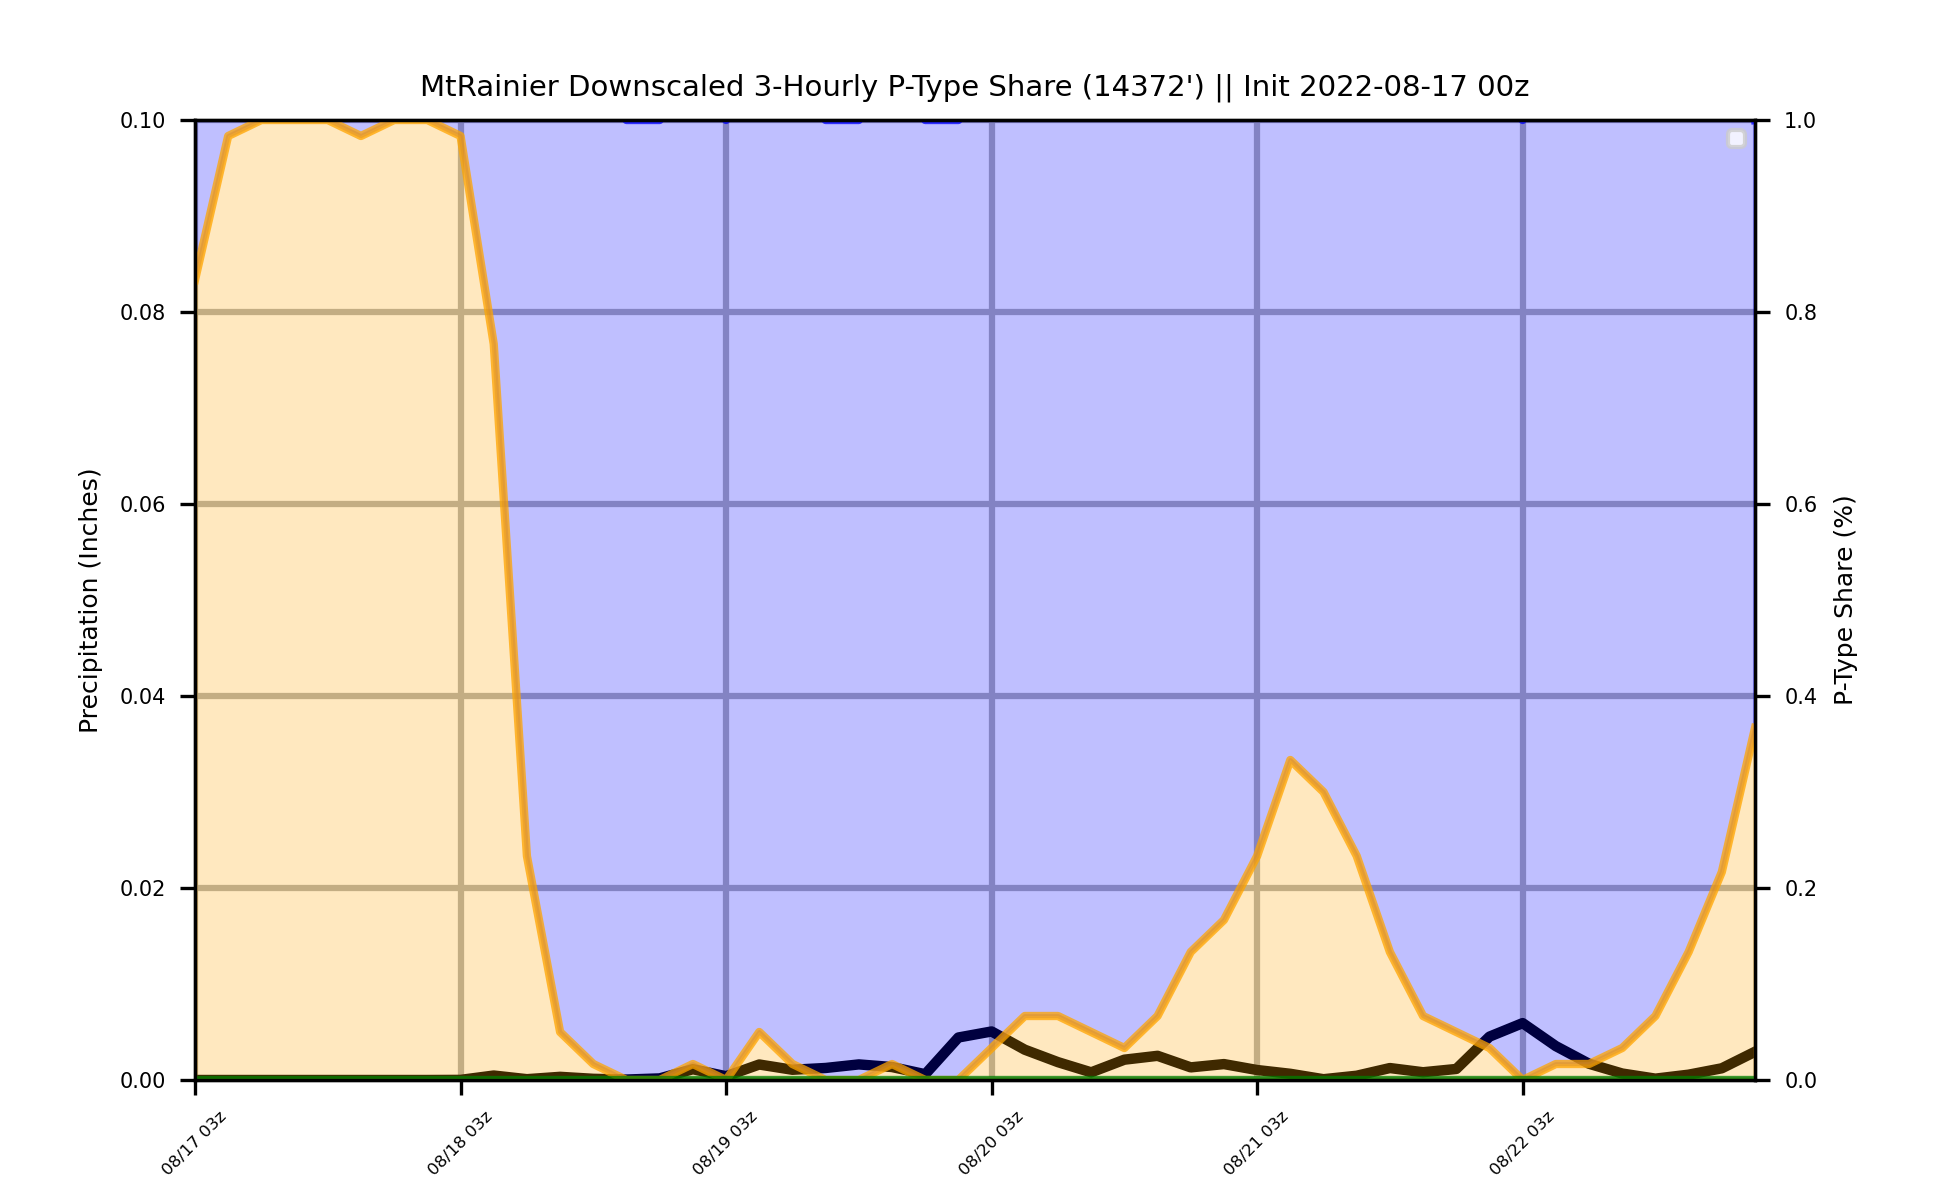 MtRainier Downscaled 3-Hourly P-Type Share (14372') || Init 2022-08-17 00z
Precipitation (Inches)
0.10
0.08
0.06
0.04
0.02
0.00
1.0
0.8
0.6
0.4
0.2
0.0
P-Type Share (%)
08/17 03z
08/18 03z
08/19 03z
08/20 03z
08/21 03z
08/22 03z